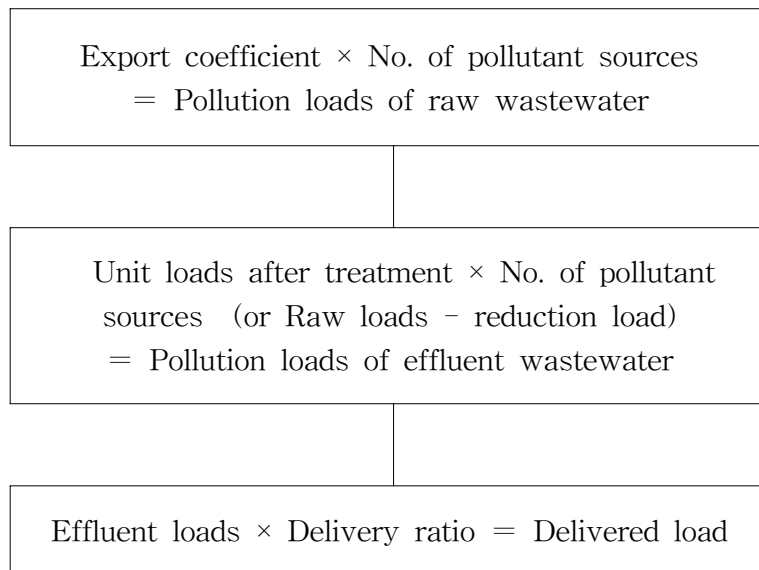 Export coefficient × No. of pollutant sources
= Pollution loads of raw wastewater
Unit loads after treatment × No. of pollutant
sources (or Raw loads - reduction load)
= Pollution loads of effluent wastewater
Effluent loads × Delivery ratio = Delivered load